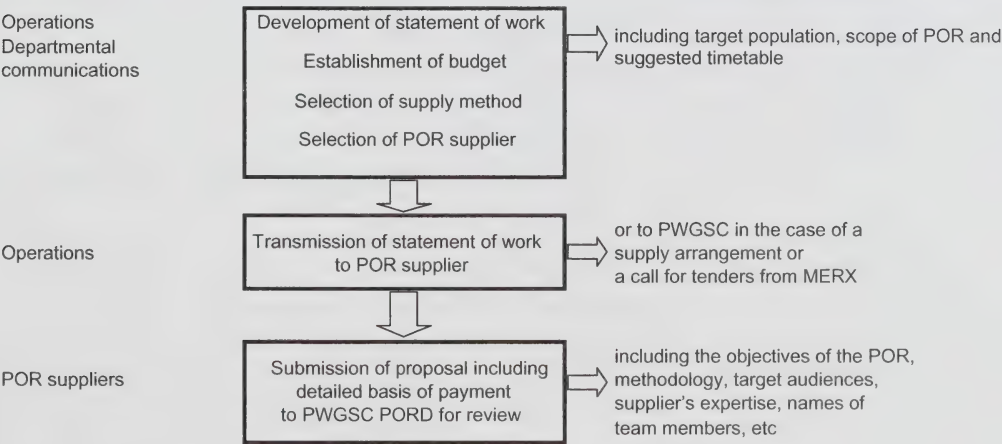 Operations
Departmental
communications
Development of statement of work
Establishment of budget
Selection of supply method
Selection of POR supplier
including target population, scope of POR and
suggested timetable
Operations
Transmission of statement of work
to POR supplier
or to PWGSC in the case of a
supply arrangement or
a call for tenders from MERX
POR suppliers
Submission of proposal including
detailed basis of payment
to PWGSC PORD for review
including the objectives of the POR,
methodology, target audiences,
supplier's expertise, names of
team members, etc